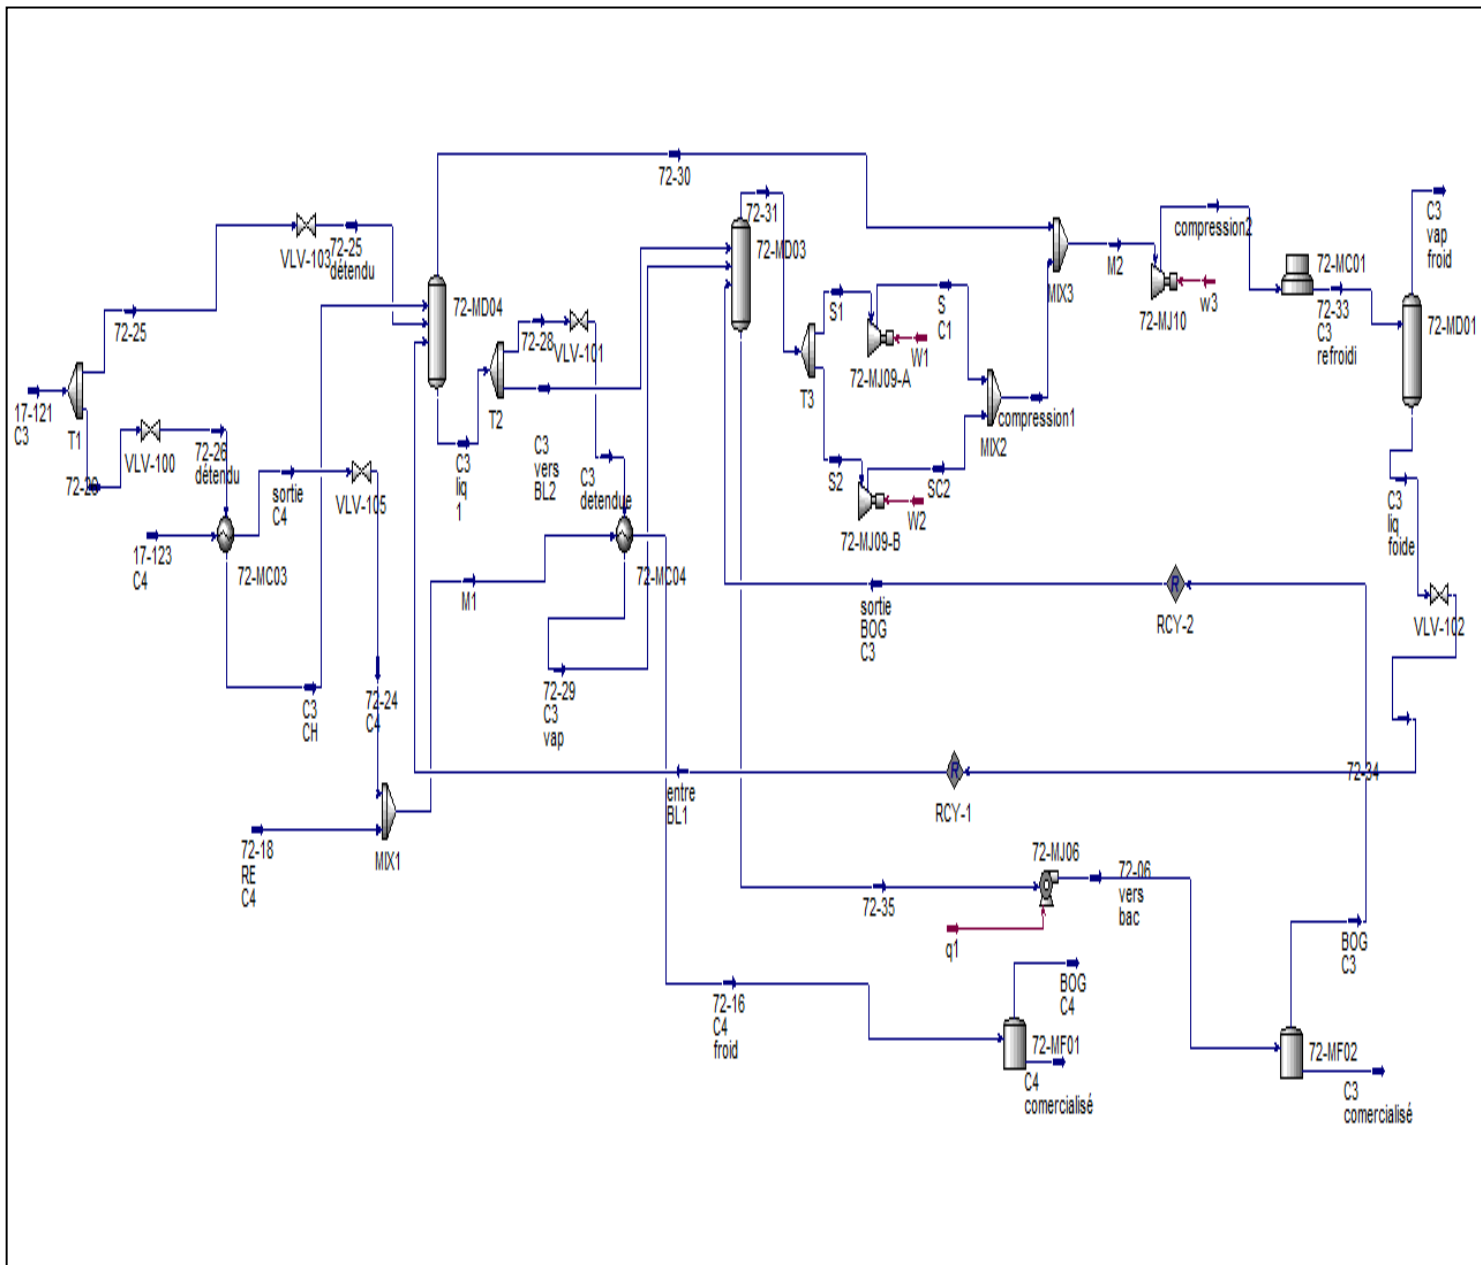 72-30
72-31
72-MD03
VLV-103
72-25
détendu
72-MD04
72-25
17-121
C3
T1
VLV-100
72-26
détendu
sortie
C4
VLV-105
17-123
C4
72-MC03
C3
CH
72-24
C4
72-18
RE
C4
MIX1
M1
72-28
VLV-101
T2
C3
liq
1
C3
vers
BL2
C3
detendue
72-MC04
72-29
C3
vap
S1
S
C1
W1
72-MJ09-A
T3
S2
SC2
W2
72-MJ09-B
compression1
MIX2
MIX3
M2
compression2
72-MJ10
w3
72-MC01
72-33
C3
refroidi
C3
vap
froid
72-MD01
C3
liq
foide
VLV-102
R
RCY-2
sortie
BOG
C3
R
RCY-1
entre
BL1
72-34
72-35
72-MJ06
q1
72-06
vers
bac
72-16
C4
froid
BOG
C4
72-MF01
C4
comercialisé
BOG
C3
72-MF02
C3
comercialisé